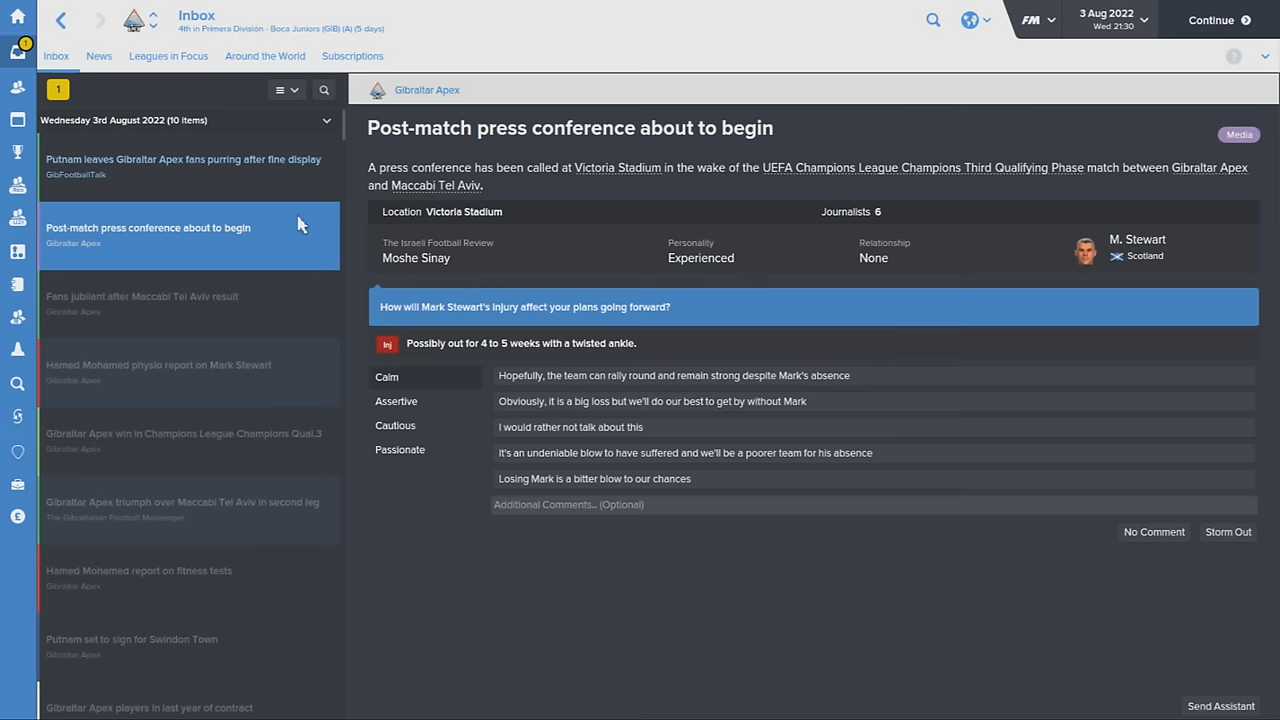 Inbox
4th in Primera División - Boca Juniors (GIB) (A) (5 days)
FM
3 Aug 2022
Wed 21:30
Continue
1
Inbox
News
Leagues in Focus
Around the World
Subscriptions
?
1
Wednesday 3rd August 2022 (10 items)
Putnam leaves Gibraltar Apex fans purring after fine display
GibFootballTalk
Post-match press conference about to begin
Gibraltar Apex
Fans jubilant after Maccabi Tel Aviv result
Gibraltar Apex
Hamed Mohamed physio report on Mark Stewart
Gibraltar Apex
Gibraltar Apex win in Champions League Champions Qual.3
Gibraltar Apex
Gibraltar Apex triumph over Maccabi Tel Aviv in second leg
The Gibraltarian Football Messenger
Hamed Mohamed report on fitness tests
Gibraltar Apex
Putnam set to sign for Swindon Town
Gibraltar Apex
Gibraltar Apex players in last year of contract
Gibraltar Apex
Post-match press conference about to begin
Media
A press conference has been called at Victoria Stadium in the wake of the UEFA Champions League Champions Third Qualifying Phase match between Gibraltar Apex
and Maccabi Tel Aviv.
Location Victoria Stadium
Journalists 6
The Israeli Football Review
Moshe Sinay
Personality
Experienced
Relationship
None
M. Stewart
Scotland
How will Mark Stewart's injury affect your plans going forward?
Inj
Possibly out for 4 to 5 weeks with a twisted ankle.
Calm
Assertive
Cautious
Passionate
Hopefully, the team can rally round and remain strong despite Mark's absence
Obviously, it is a big loss but we'll do our best to get by without Mark
I would rather not talk about this
It's an undeniable blow to have suffered and we'll be a poorer team for his absence
Losing Mark is a bitter blow to our chances
Additional Comments.. (Optional)
No Comment
Storm Out
Send Assistant